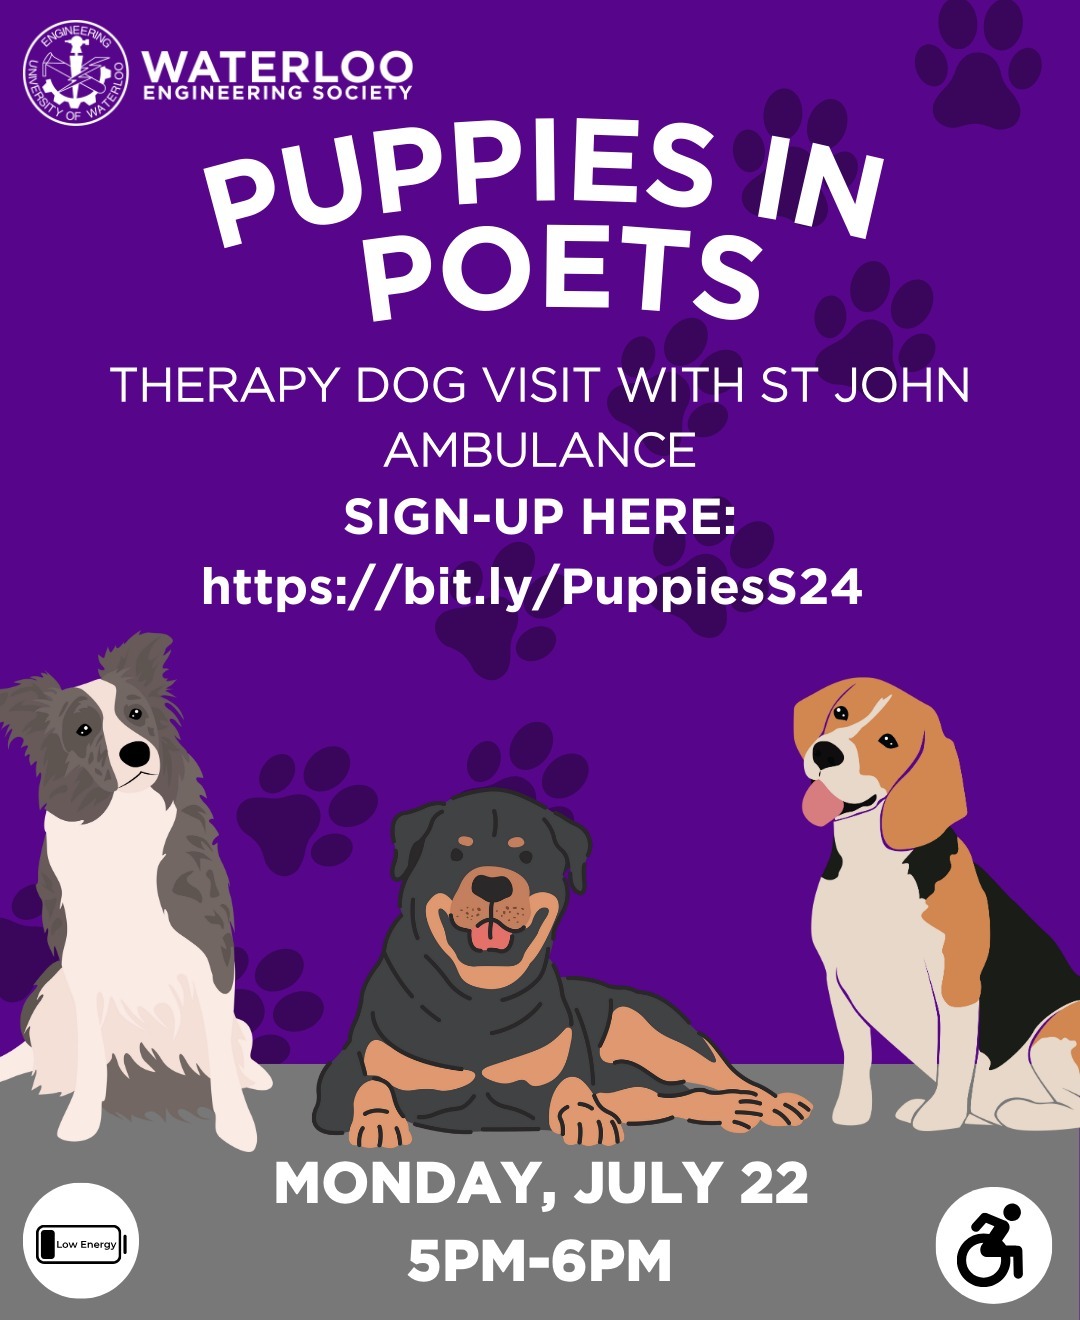 ENGINEERING
UNIVERSITY OF WATERLOO
WATERLOO
ENGINEERING SOCIETY
PUPPIES IN
POETS
THERAPY DOG VISIT WITH ST JOHN
AMBULANCE
SIGN-UP HERE:
https://bit.ly/PuppiesS24
MONDAY, JULY 22
5PM-6PM
Low Energy